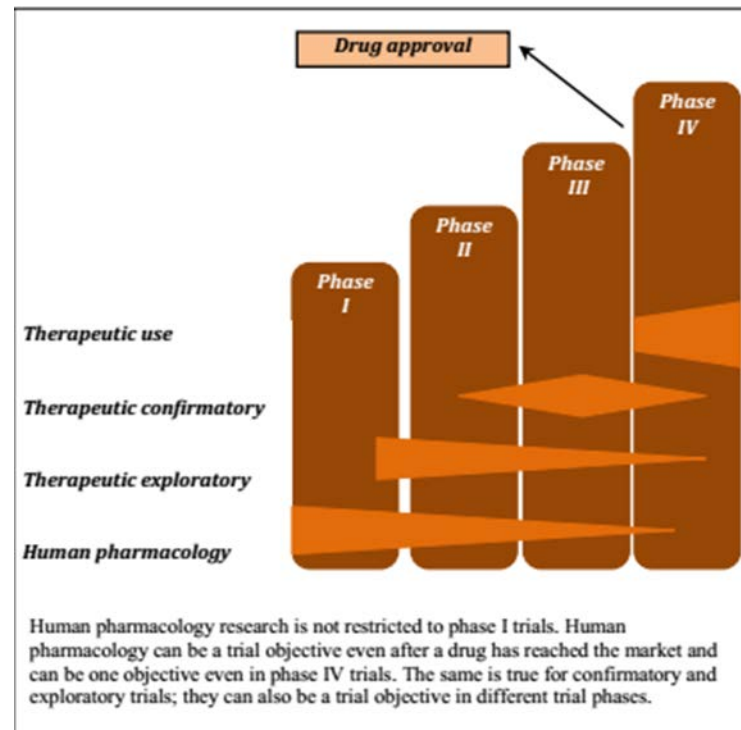 Drug approval
Phase
IV
Phase
III
Phase
II
Phase
I
Therapeutic use
Therapeutic confirmatory
Therapeutic exploratory
Human pharmacology
Human pharmacology research is not restricted to phase I trials. Human
pharmacology can be a trial objective even after a drug has reached the market and
can be one objective even in phase IV trials. The same is true for confirmatory and
exploratory trials; they can also be a trial objective in different trial phases.